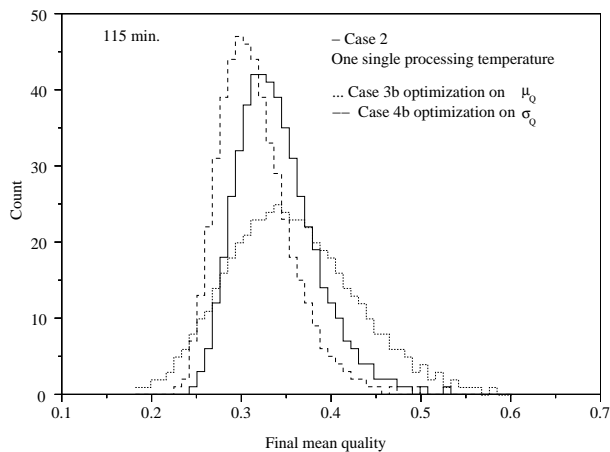 50
40
30
20
10
0
Count
115 min.
– Case 2
One single processing temperature
... Case 3b optimization on μQ
–– Case 4b optimization on σQ
0.1 0.2 0.3 0.4 0.5 0.6 0.7
Final mean quality